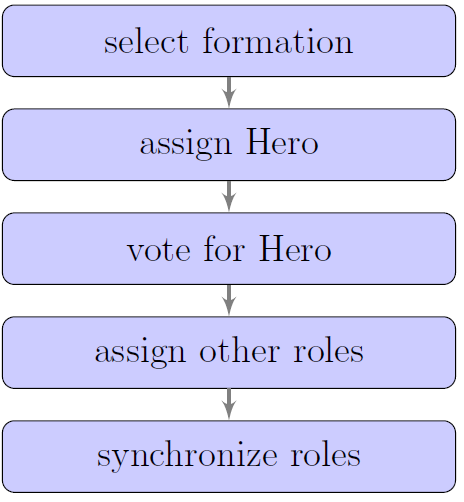 select formation
assign Hero
vote for Hero
assign other roles
synchronize roles